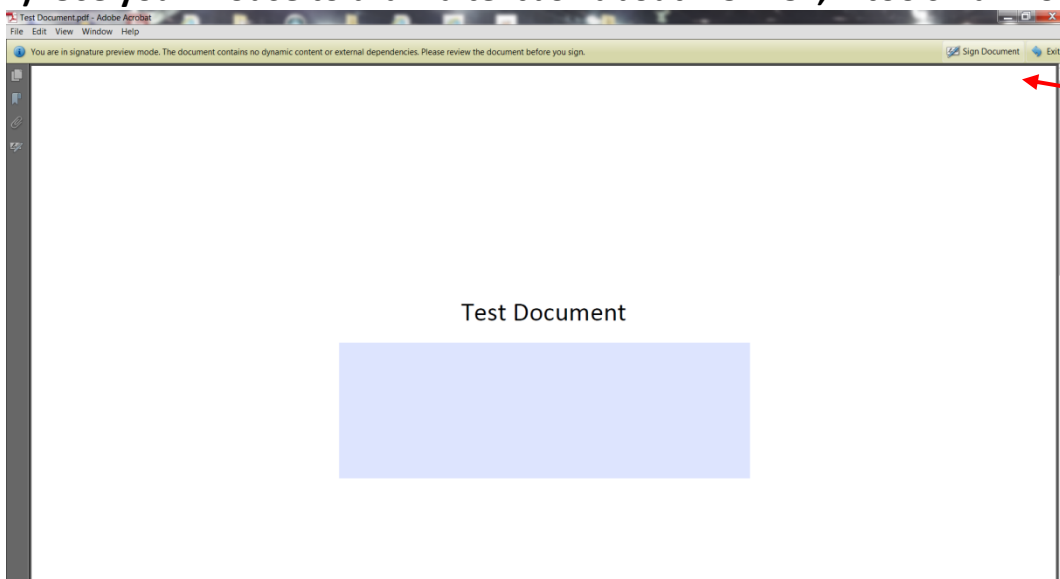 Test Document.pdf - Adobe Acrobat
File Edit View Window Help
You are in signature preview mode. The document contains no dynamic content or external dependencies. Please review the document before you sign.
Sign Document
Exit
Test Document